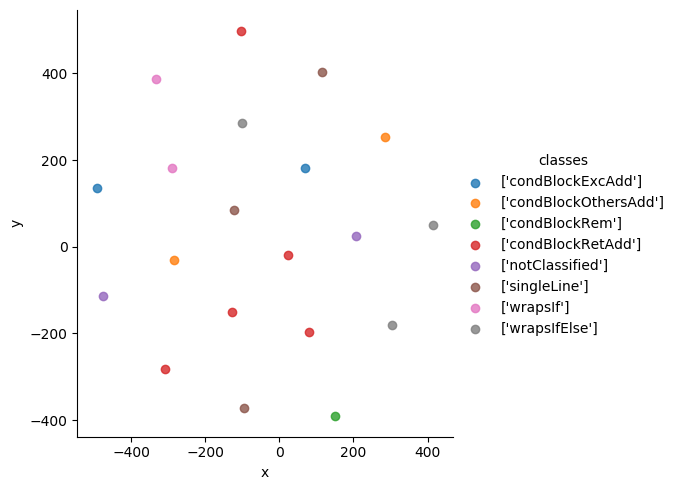 400
200
0
−200
−400
y
−400
−200
0
200
400
x
classes
['condBlockExcAdd']
['condBlockOthersAdd']
['condBlockRem']
['condBlockRetAdd']
['notClassified']
['singleLine']
['wrapsIf']
['wrapsIfElse']